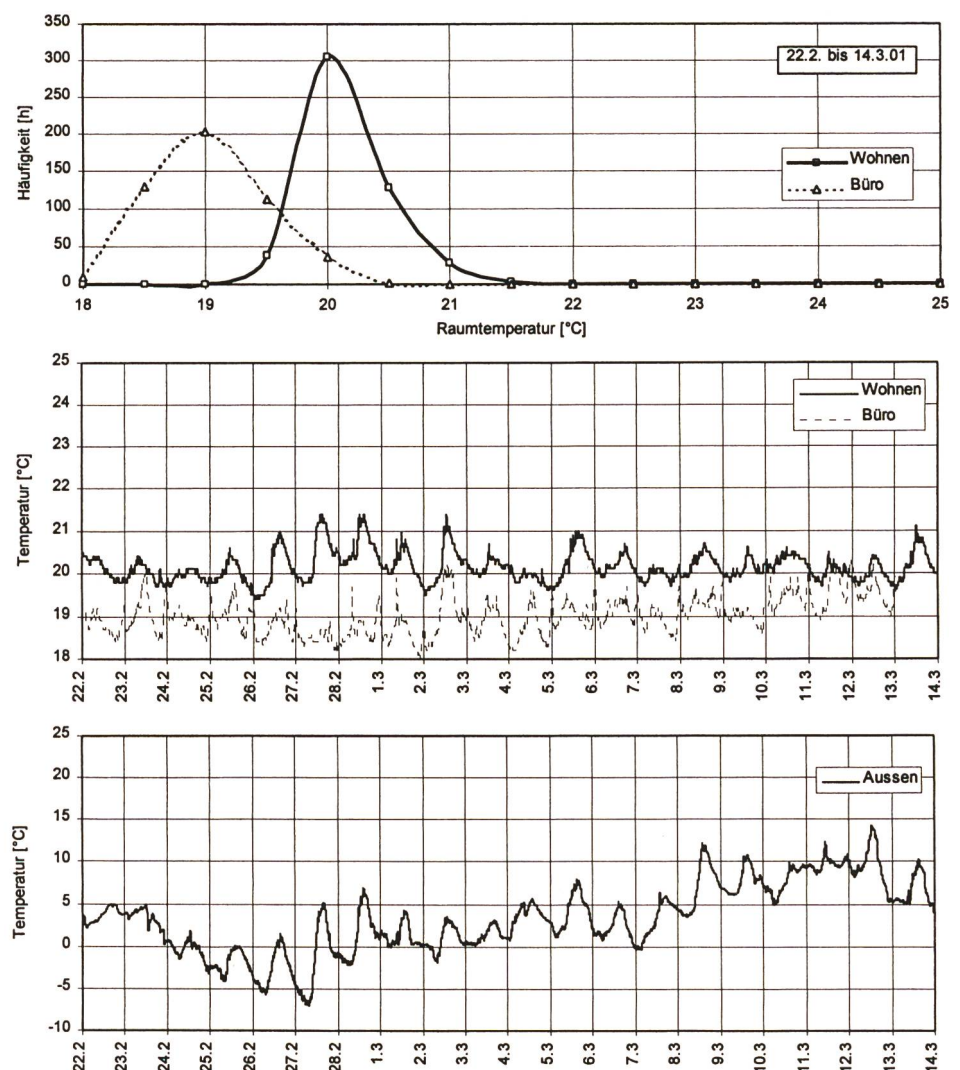 350
300
250
200
150
100
50
0
Häufigkeit [h]
22.2. bis 14.3.01
Wohnen
Büro
18 19 20 21 22 23 24 25
Raumtemperatur [°C]
25
24
23
22
21
20
19
18
Temperatur [°C]
Wohnen
Büro
22.2 23.2 24.2 25.2 26.2 27.2 28.2 1.3 2.3 3.3 4.3 5.3 6.3 7.3 8.3 9.3 10.3 11.3 12.3 13.3 14.3
25
20
15
10
5
0
-5
-10
Temperatur [°C]
Aussen
22.2 23.2 24.2 25.2 26.2 27.2 28.2 1.3 2.3 3.3 4.3 5.3 6.3 7.3 8.3 9.3 10.3 11.3 12.3 13.3 14.3